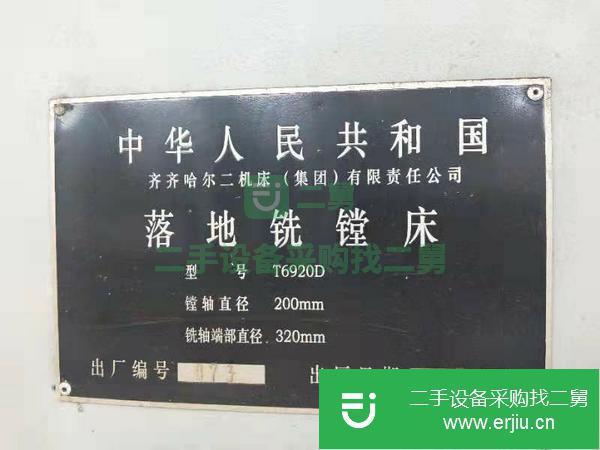 中华人民共和国
齐齐哈尔二机床（集团）有限责任公司
二舅
落地铣镗床
二手设备采购找二舅
型 号 T6920D
镗轴直径 200mm
铣轴端部直径 320mm
出厂编号 073
二手设备采购找二舅
www.erjiu.cn